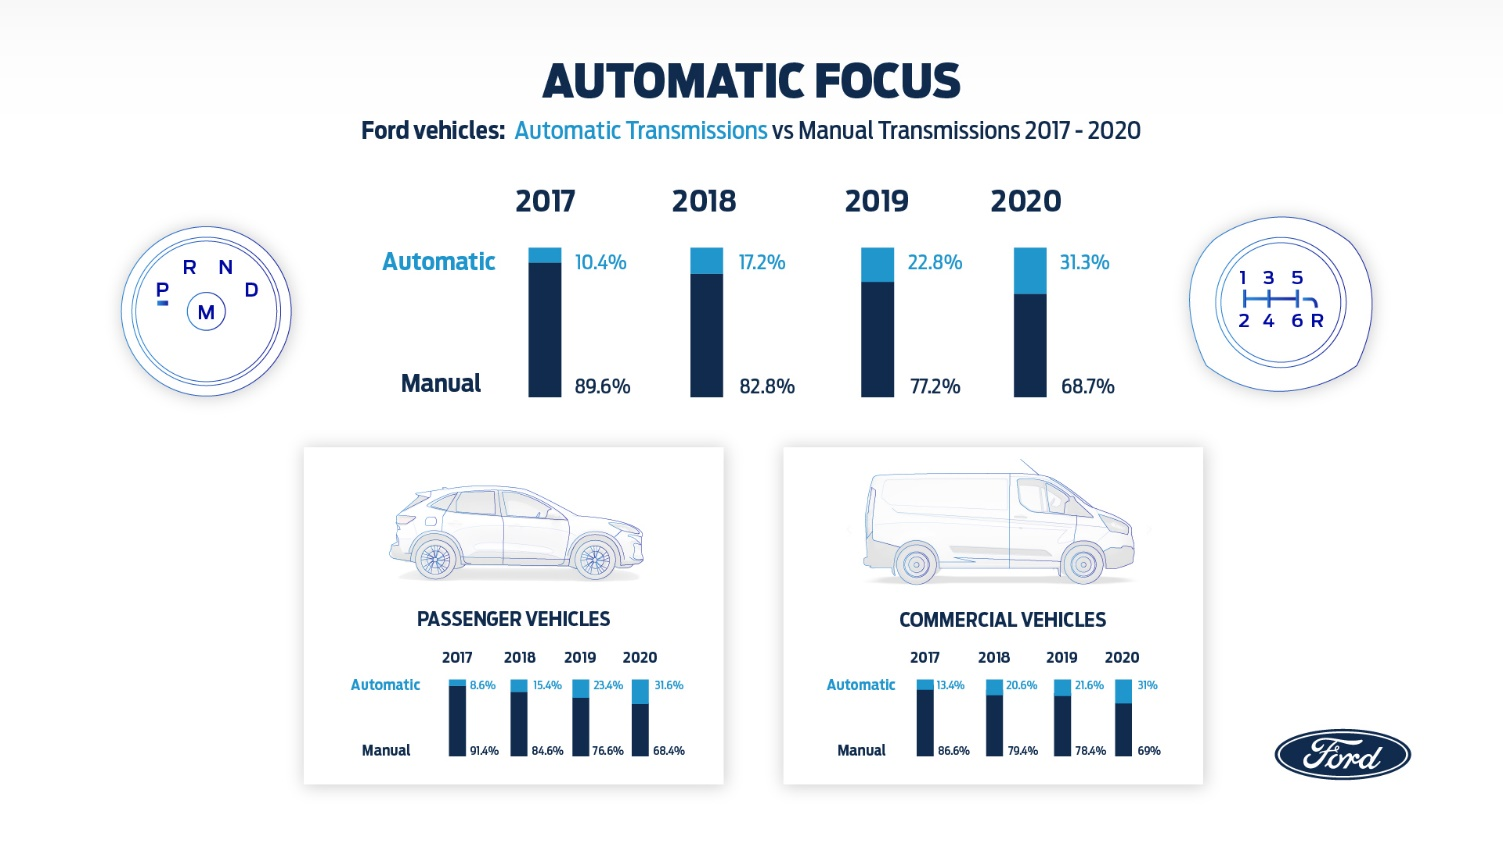 AUTOMATIC FOCUS
Ford vehicles: Automatic Transmissions vs Manual Transmissions 2017 - 2020
2017 2018 2019 2020
Automatic 10.4% 17.2% 22.8% 31.3%
Manual 89.6% 82.8% 77.2% 68.7%
R N
P D
M
1 3 5
2 4 6 R
PASSENGER VEHICLES
2017 2018 2019 2020
Automatic 8.6% 15.4% 23.4% 31.6%
Manual 91.4% 84.6% 76.6% 68.4%
COMMERCIAL VEHICLES
2017 2018 2019 2020
Automatic 13.4% 20.6% 21.6% 31%
Manual 86.6% 79.4% 78.4% 69%
Ford